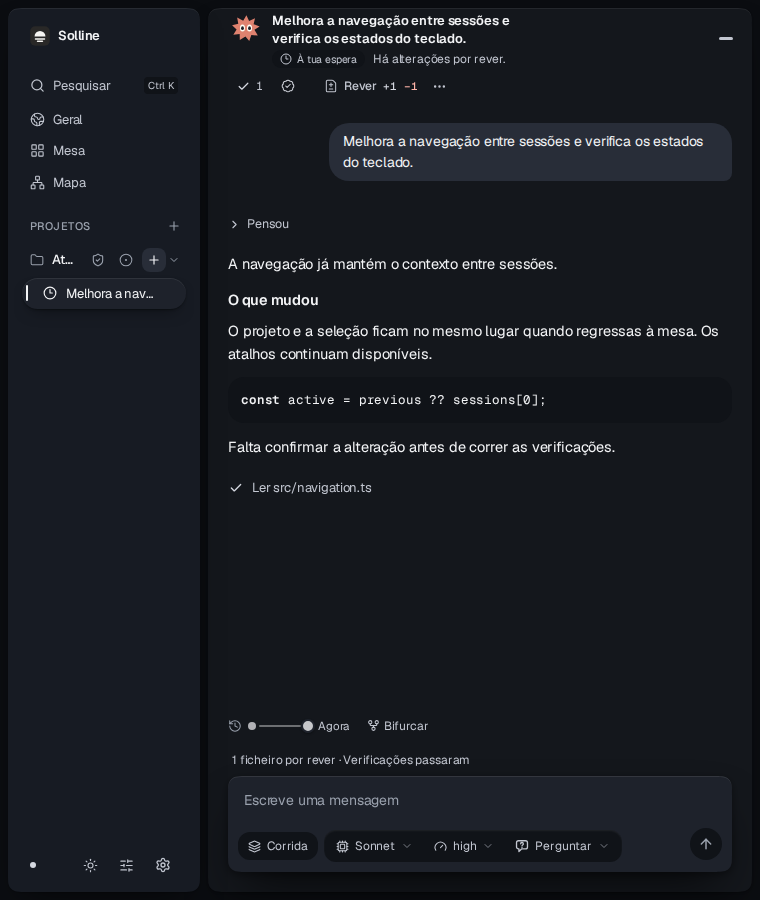 Solline
Pesquisar
Ctrl K
Geral
Mesa
Mapa
PROJETOS
At…
Melhora a nav…
Melhora a navegação entre sessões e
verifica os estados do teclado.
À tua espera
Há alterações por rever.
1
Rever +1 −1
Melhora a navegação entre sessões e verifica os estados
do teclado.
Pensou
A navegação já mantém o contexto entre sessões.
O que mudou
O projeto e a seleção ficam no mesmo lugar quando regressas à mesa. Os
atalhos continuam disponíveis.
const active = previous ?? sessions[0];
Falta confirmar a alteração antes de correr as verificações.
Ler src/navigation.ts
Agora
Bifurcar
1 ficheiro por rever · Verificações passaram
Escreve uma mensagem
Corrida
Sonnet
high
Perguntar